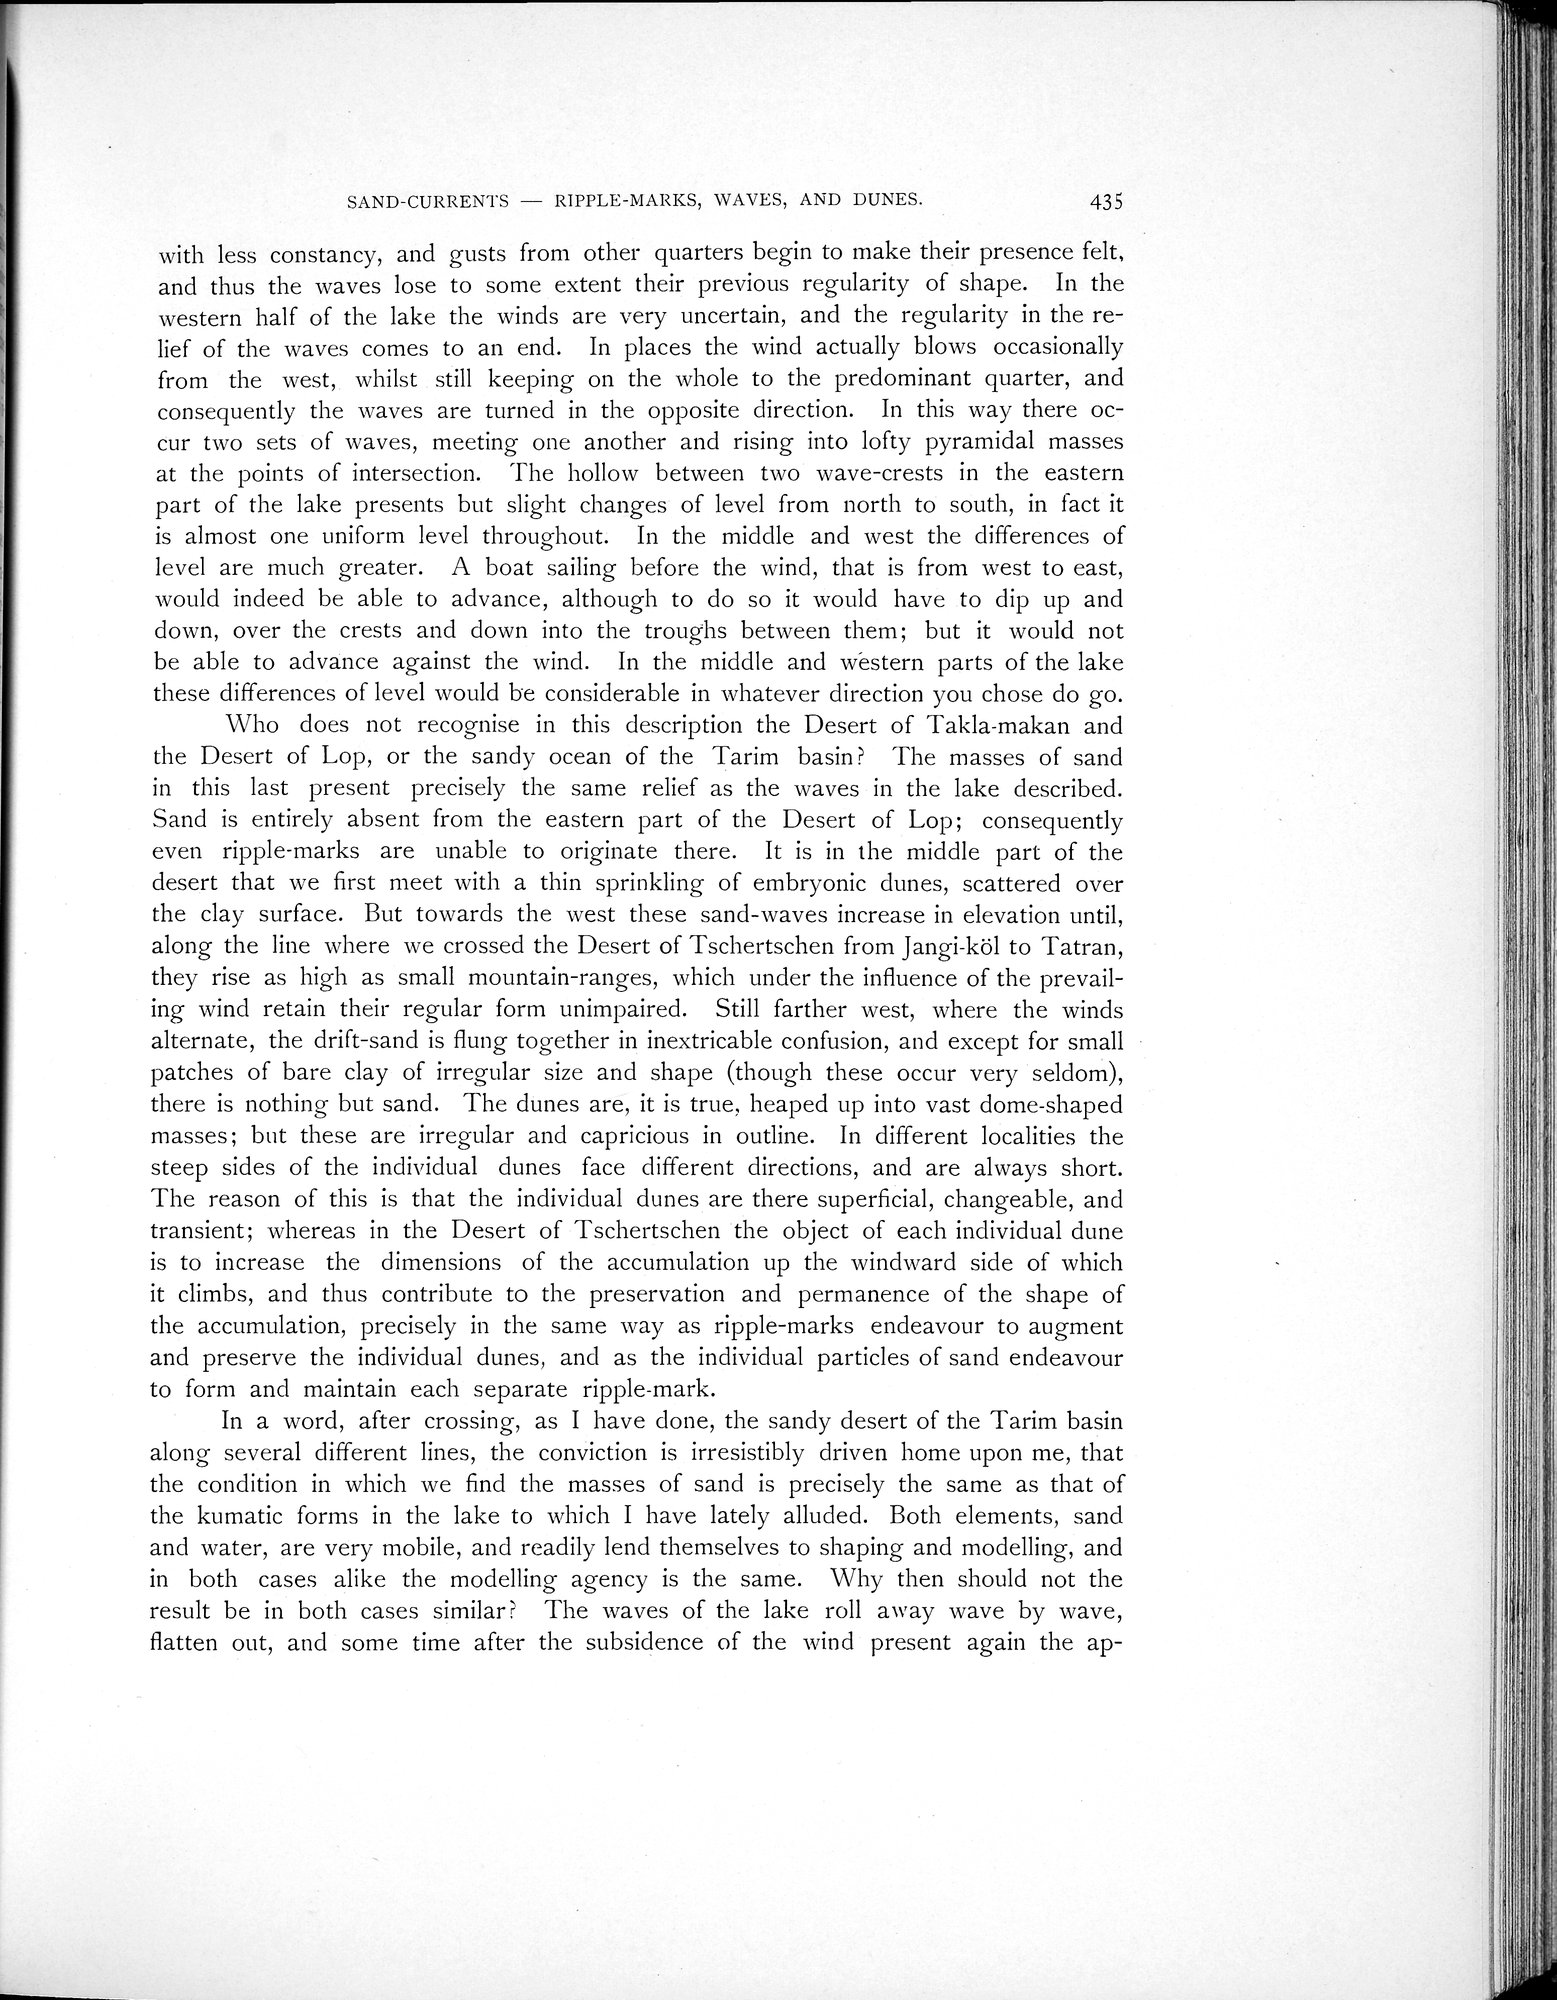 SAND-CURRENTS — RIPPLE-MARKS, WAVES, AND DUNES. 435
with less constancy, and gusts from other quarters begin to make their presence felt,
and thus the waves lose to some extent their previous regularity of shape. In the
western half of the lake the winds are very uncertain, and the regularity in the re-
lief of the waves comes to an end. In places the wind actually blows occasionally
from the west, whilst still keeping on the whole to the predominant quarter, and
consequently the waves are turned in the opposite direction. In this way there oc-
cur two sets of waves, meeting one another and rising into lofty pyramidal masses
at the points of intersection. The hollow between two wave-crests in the eastern
part of the lake presents but slight changes of level from north to south, in fact it
is almost one uniform level throughout. In the middle and west the differences of
level are much greater. A boat sailing before the wind, that is from west to east,
would indeed be able to advance, although to do so it would have to dip up and
down, over the crests and down into the troughs between them; but it would not
be able to advance against the wind. In the middle and western parts of the lake
these differences of level would be considerable in whatever direction you chose do go.
Who does not recognise in this description the Desert of Takla-makan and
the Desert of Lop, or the sandy ocean of the Tarim basin? The masses of sand
in this last present precisely the same relief as the waves in the lake described.
Sand is entirely absent from the eastern part of the Desert of Lop; consequently
even ripple-marks are unable to originate there. It is in the middle part of the
desert that we first meet with a thin sprinkling of embryonic dunes, scattered over
the clay surface. But towards the west these sand-waves increase in elevation until,
along the line where we crossed the Desert of Tschertschen from Jangi-köl to Tatran,
they rise as high as small mountain-ranges, which under the influence of the prevail-
ing wind retain their regular form unimpaired. Still farther west, where the winds
alternate, the drift-sand is flung together in inextricable confusion, and except for small
patches of bare clay of irregular size and shape (though these occur very seldom),
there is nothing but sand. The dunes are, it is true, heaped up into vast dome-shaped
masses; but these are irregular and capricious in outline. In different localities the
steep sides of the individual dunes face different directions, and are always short.
The reason of this is that the individual dunes are there superficial, changeable, and
transient; whereas in the Desert of Tschertschen the object of each individual dune
is to increase the dimensions of the accumulation up the windward side of which
it climbs, and thus contribute to the preservation and permanence of the shape of
the accumulation, precisely in the same way as ripple-marks endeavour to augment
and preserve the individual dunes, and as the individual particles of sand endeavour
to form and maintain each separate ripple-mark.
In a word, after crossing, as I have done, the sandy desert of the Tarim basin
along several different lines, the conviction is irresistibly driven home upon me, that
the condition in which we find the masses of sand is precisely the same as that of
the kumatic forms in the lake to which I have lately alluded. Both elements, sand
and water, are very mobile, and readily lend themselves to shaping and modelling, and
in both cases alike the modelling agency is the same. Why then should not the
result be in both cases similar? The waves of the lake roll away wave by wave,
flatten out, and some time after the subsidence of the wind present again the ap-